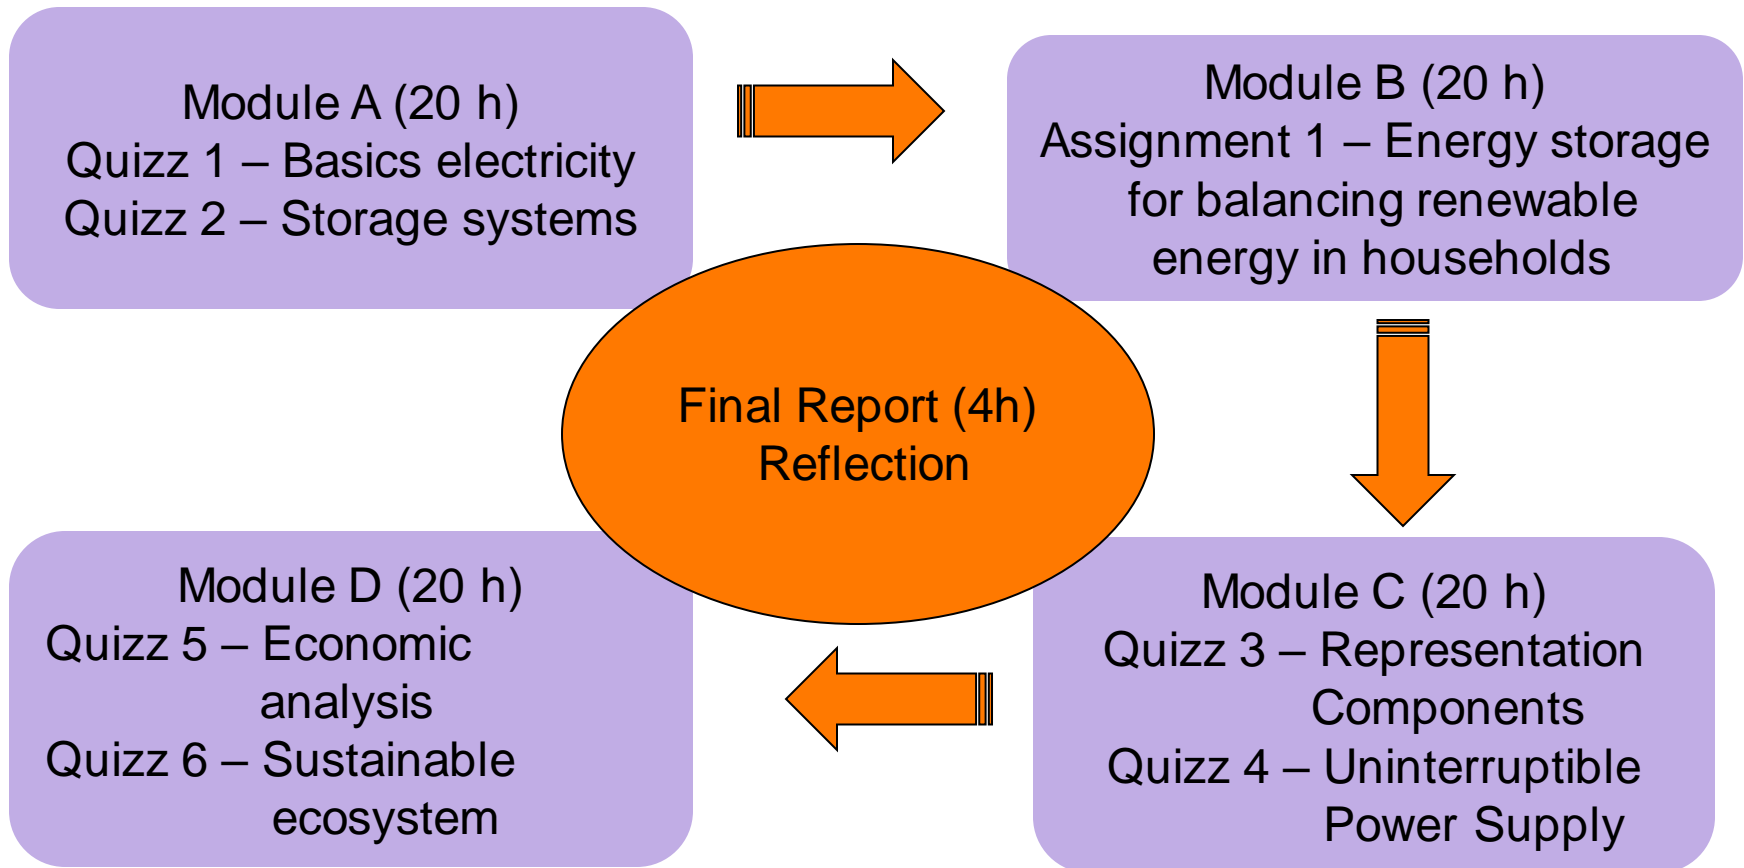 Module A (20 h)
Quizz 1 – Basics electricity
Quizz 2 – Storage systems
Module B (20 h)
Assignment 1 – Energy storage
for balancing renewable
energy in households
Final Report (4h)
Reflection
Module D (20 h)
Quizz 5 – Economic
analysis
Quizz 6 – Sustainable
ecosystem
Module C (20 h)
Quizz 3 – Representation
Components
Quizz 4 – Uninterruptible
Power Supply